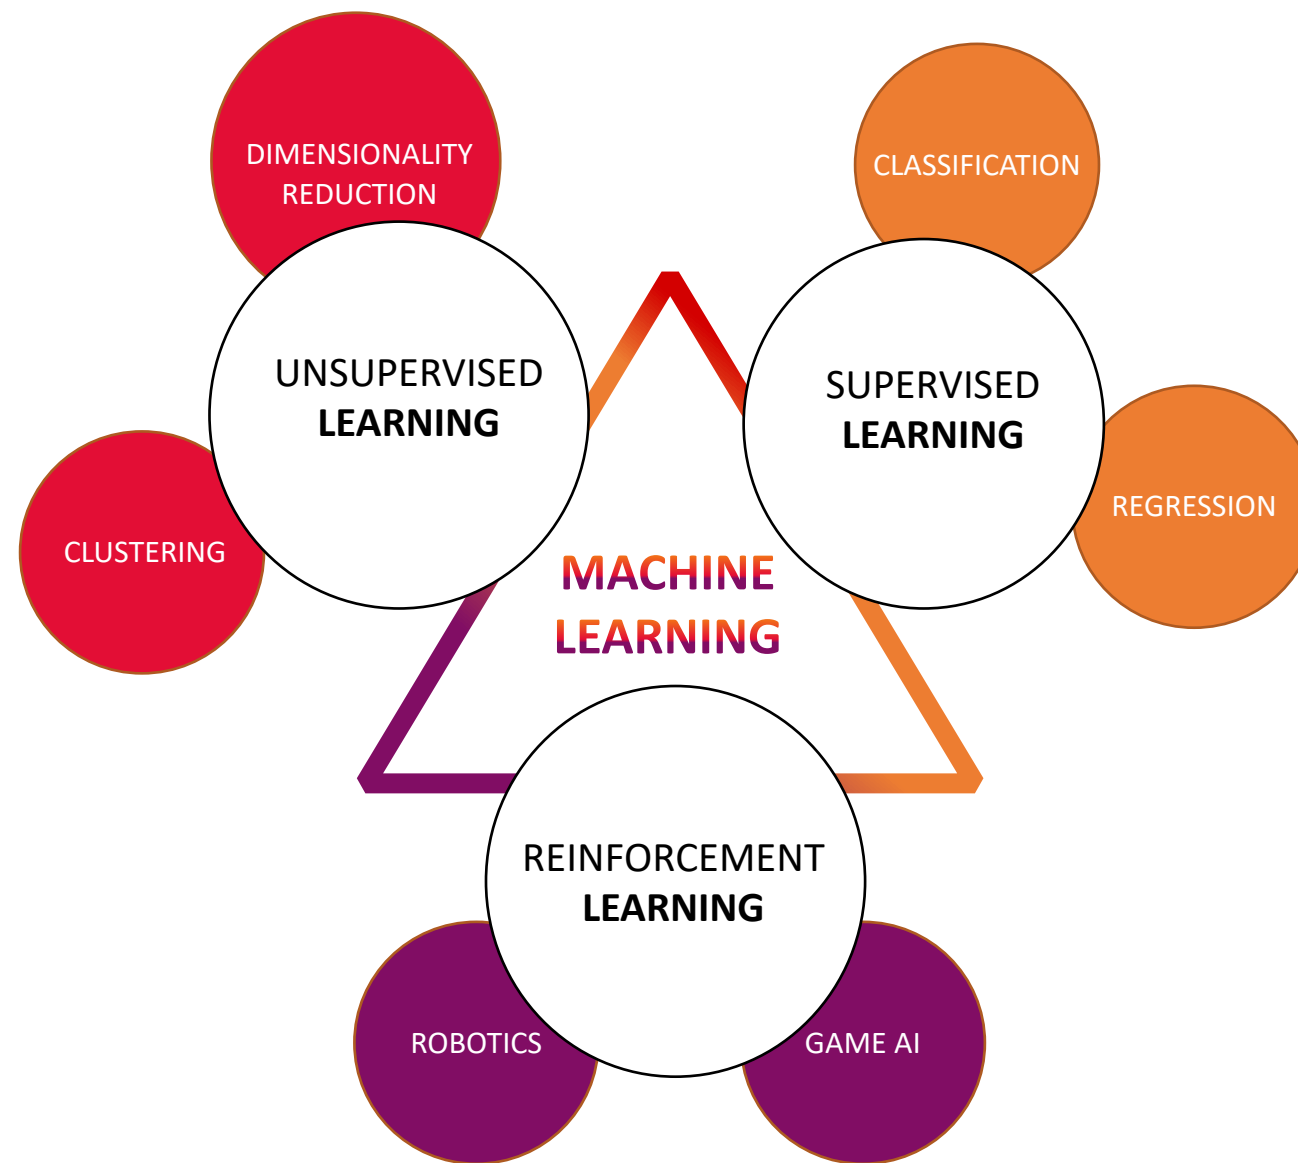 DIMENSIONALITY
REDUCTION
CLASSIFICATION
UNSUPERVISED
LEARNING
SUPERVISED
LEARNING
CLUSTERING
REGRESSION
MACHINE
LEARNING
REINFORCEMENT
LEARNING
ROBOTICS
GAME AI